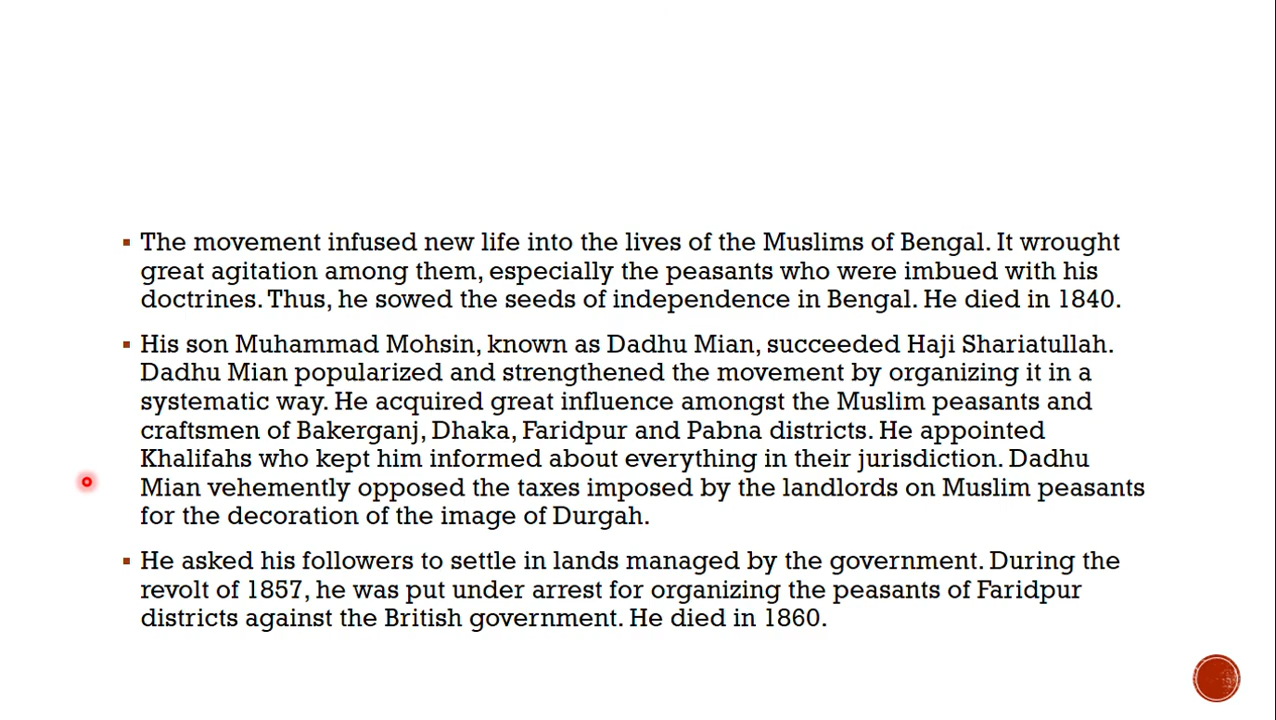 The movement infused new life into the lives of the Muslims of Bengal. It wrought
great agitation among them, especially the peasants who were imbued with his
doctrines. Thus, he sowed the seeds of independence in Bengal. He died in 1840.
His son Muhammad Mohsin, known as Dadhu Mian, succeeded Haji Shariatullah.
Dadhu Mian popularized and strengthened the movement by organizing it in a
systematic way. He acquired great influence amongst the Muslim peasants and
craftsmen of Bakerganj, Dhaka, Faridpur and Pabna districts. He appointed
Khalifahs who kept him informed about everything in their jurisdiction. Dadhu
Mian vehemently opposed the taxes imposed by the landlords on Muslim peasants
for the decoration of the image of Durgah.
He asked his followers to settle in lands managed by the government. During the
revolt of 1857, he was put under arrest for organizing the peasants of Faridpur
districts against the British government. He died in 1860.